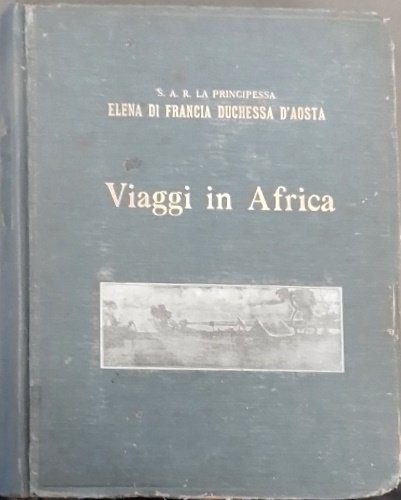 S. A. R. LA PRINCIPESSA
ELENA DI FRANCIA DUCHESSA D'AOSTA
Viaggi in Africa